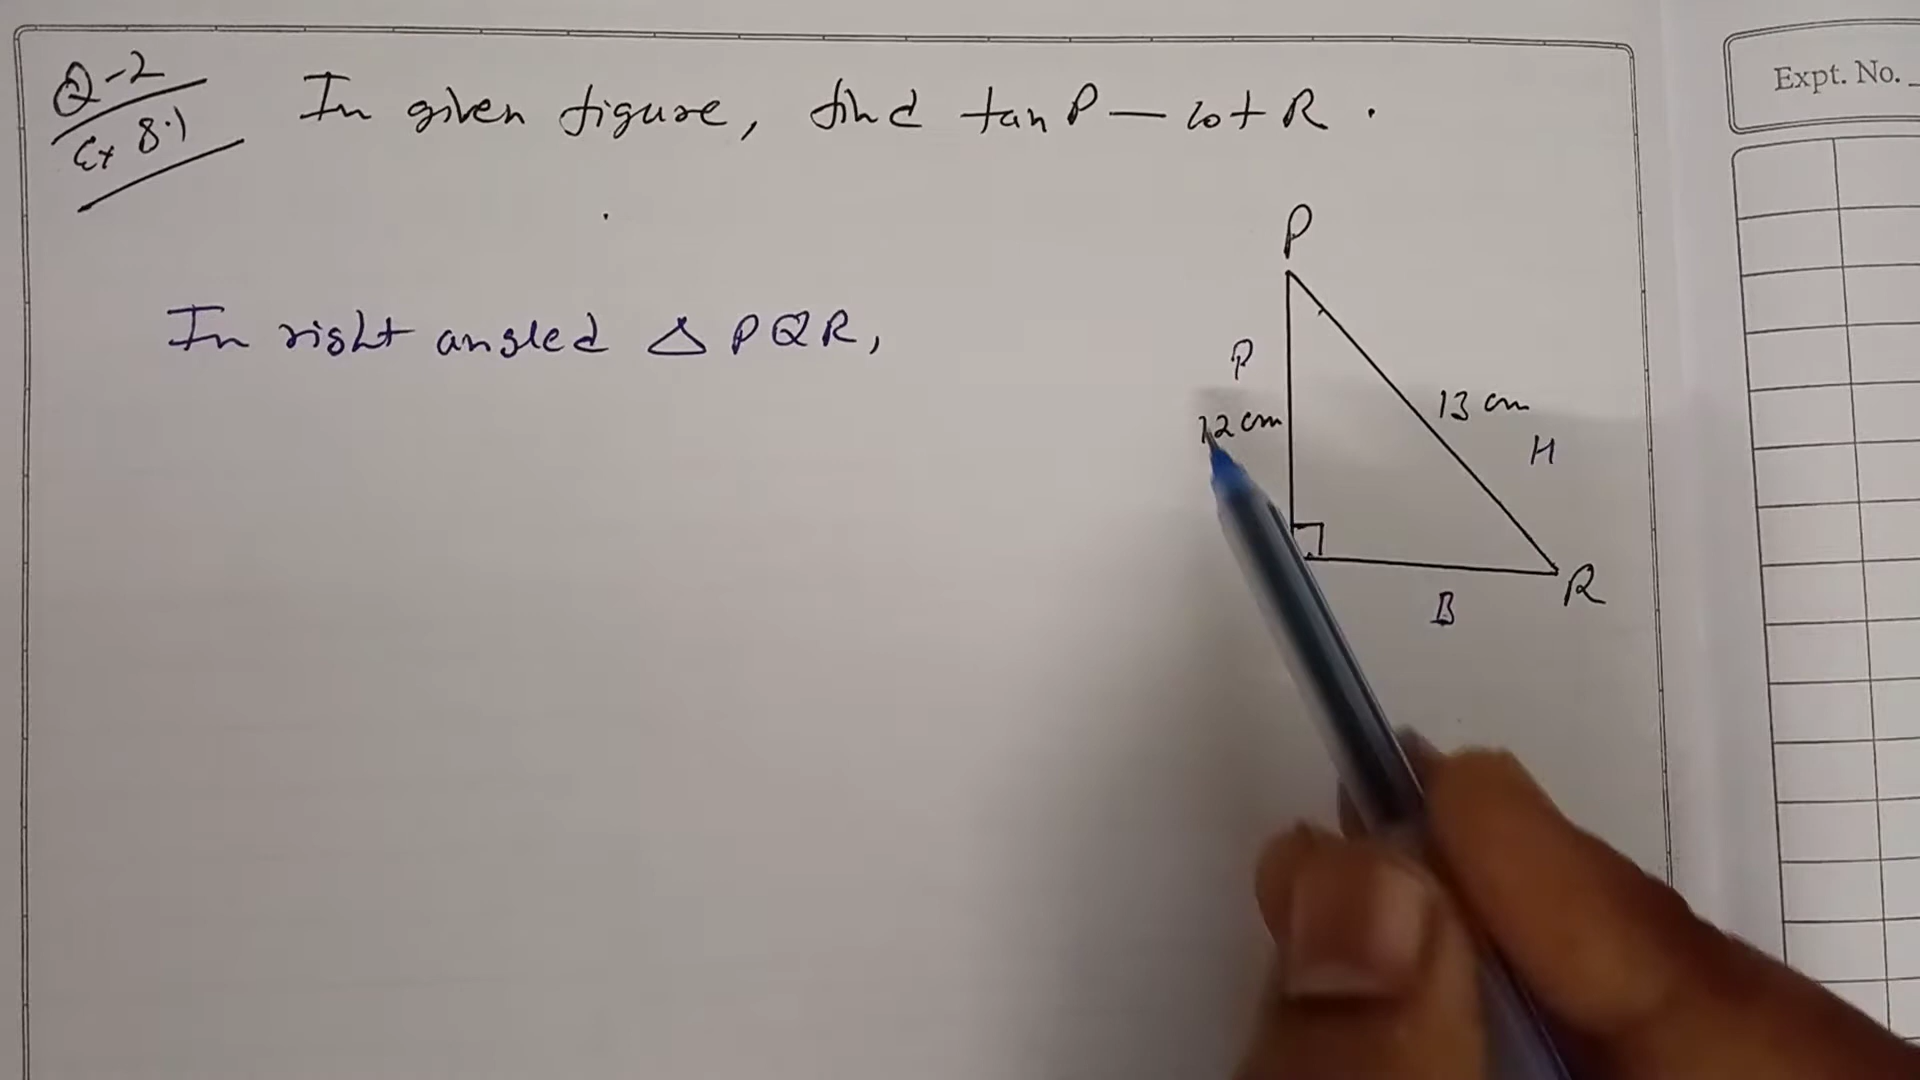 Q-2
Ex 8.1
In given figure, find tan P — cot R.
Expt. No.
P
In right angled △ PQR,
P
12 cm
13 cm
H
B
R